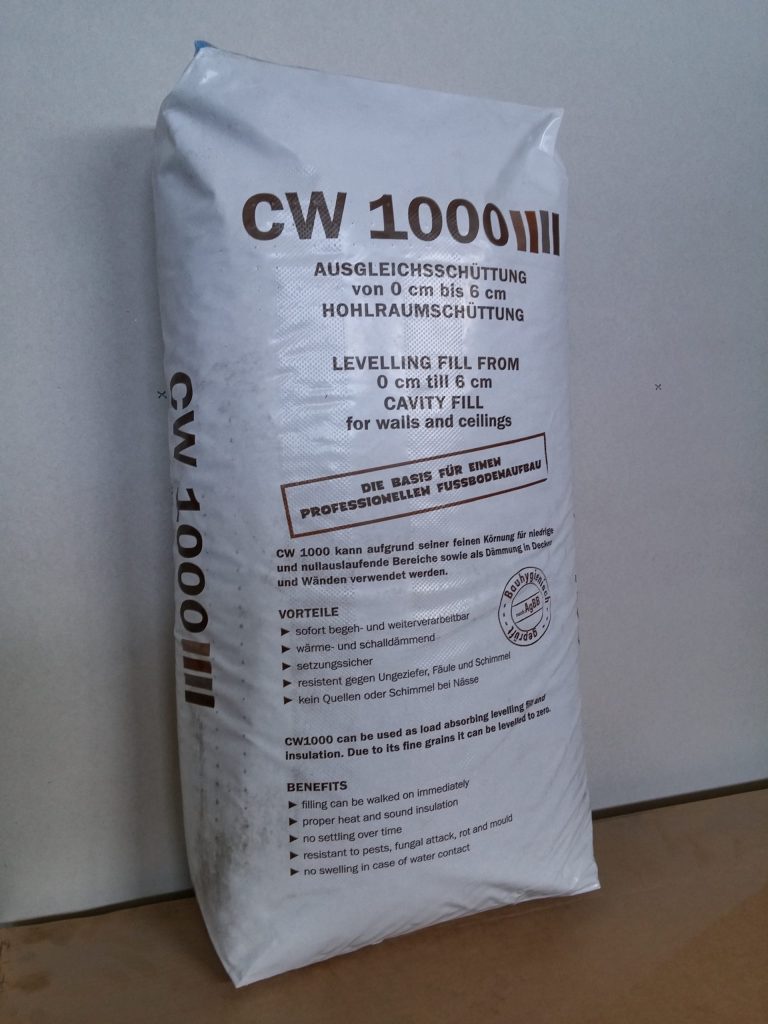 CW 1000
AUSGLEICHSSCHÜTTUNG
von 0 cm bis 6 cm
HOHLRAUMSCHÜTTUNG
LEVELLING FILL FROM
0 cm till 6 cm
CAVITY FILL
for walls and ceilings
DIE BASIS FÜR EINEN
PROFESSIONELLEN FUSSBODENAUFBAU
CW 1000 kann aufgrund seiner feinen Körnung für niedrige
und nullauslaufende Bereiche sowie als Dämmung in Decken
und Wänden verwendet werden.
Bauhygienisch
nach AgBB
geprüft
VORTEILE
► sofort begeh- und weiterverarbeitbar
► wärme- und schalldämmend
► setzungssicher
► resistent gegen Ungeziefer, Fäule und Schimmel
► kein Quellen oder Schimmel bei Nässe
CW1000 can be used as load absorbing levelling fill and
insulation. Due to its fine grains it can be levelled to zero.
BENEFITS
► filling can be walked on immediately
► proper heat and sound insulation
► no settling over time
► resistant to pests, fungal attack, rot and mould
► no swelling in case of water contact
CW 1000